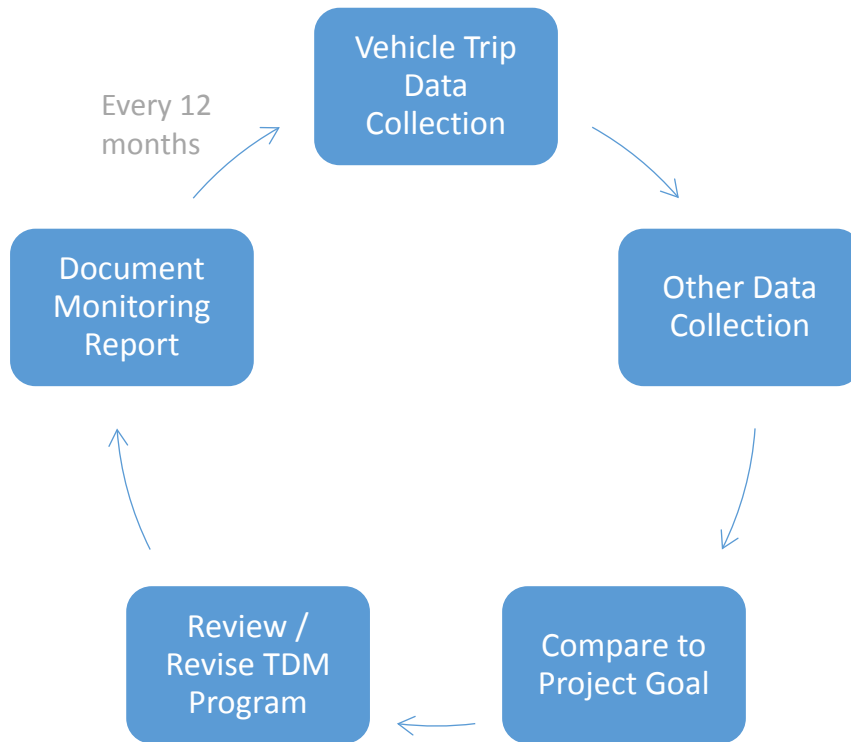 Vehicle Trip
Data
Collection
Every 12
months
Document
Monitoring
Report
Other Data
Collection
Review /
Revise TDM
Program
Compare to
Project Goal